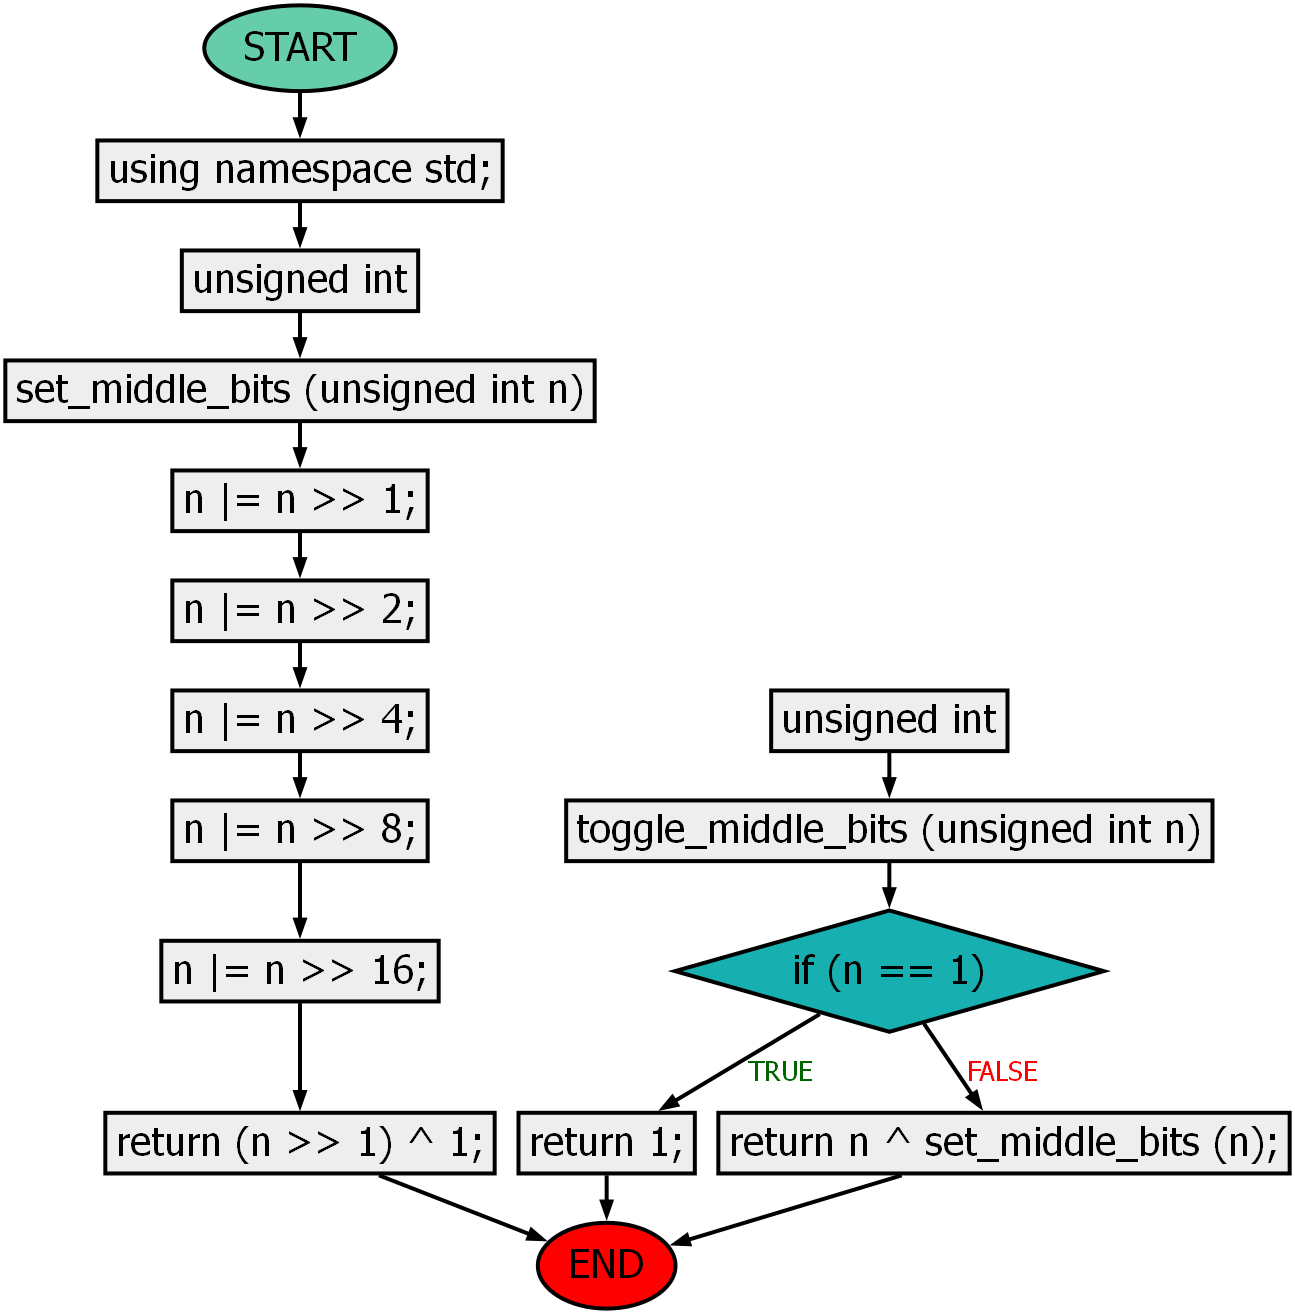 START
using namespace std;
unsigned int
set_middle_bits (unsigned int n)
n |= n >> 1;
n |= n >> 2;
n |= n >> 4;
n |= n >> 8;
n |= n >> 16;
return (n >> 1) ^ 1;
unsigned int
toggle_middle_bits (unsigned int n)
if (n == 1)
TRUE
FALSE
return 1;
return n ^ set_middle_bits (n);
END